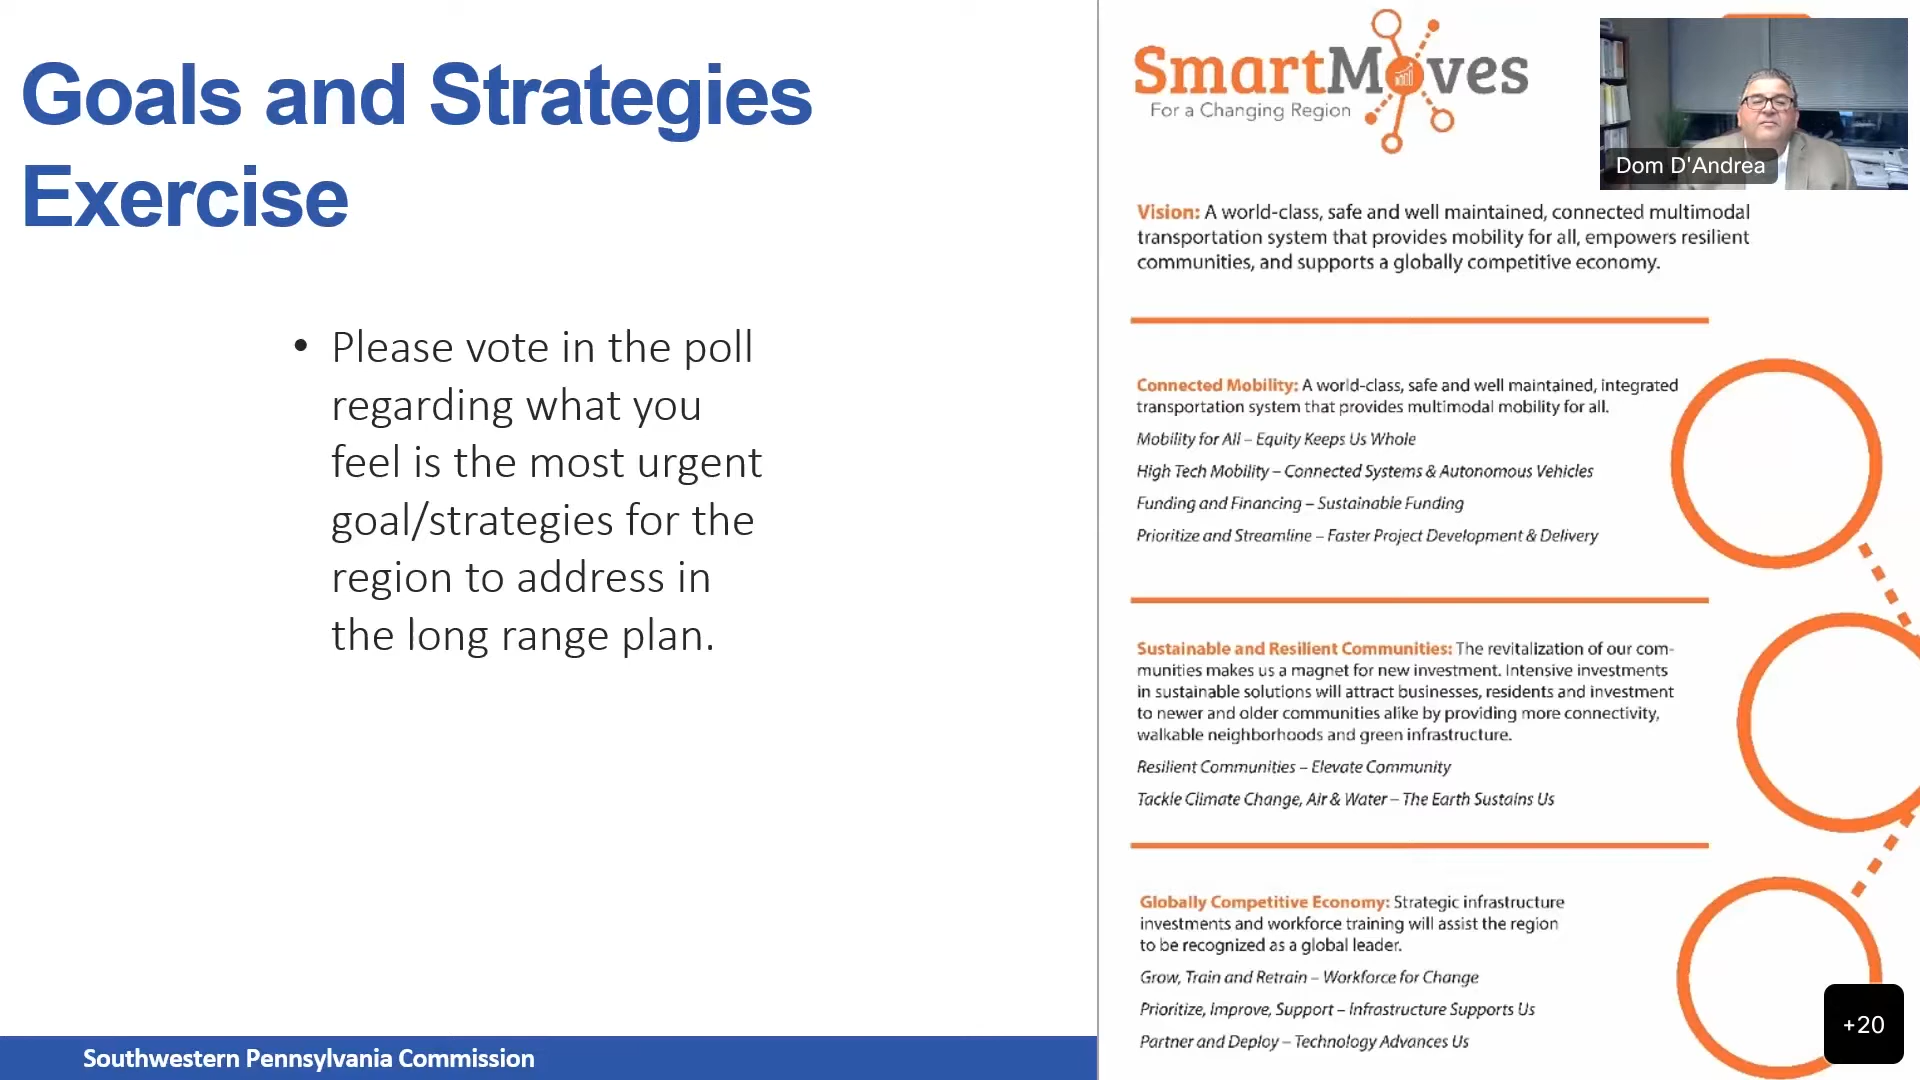 Goals and Strategies
Exercise
• Please vote in the poll
regarding what you
feel is the most urgent
goal/strategies for the
region to address in
the long range plan.
Southwestern Pennsylvania Commission
SmartMoves
For a Changing Region
Dom D'Andrea
Vision: A world-class, safe and well maintained, connected multimodal
transportation system that provides mobility for all, empowers resilient
communities, and supports a globally competitive economy.
Connected Mobility: A world-class, safe and well maintained, integrated
transportation system that provides multimodal mobility for all.
Mobility for All – Equity Keeps Us Whole
High Tech Mobility – Connected Systems & Autonomous Vehicles
Funding and Financing – Sustainable Funding
Prioritize and Streamline – Faster Project Development & Delivery
Sustainable and Resilient Communities: The revitalization of our com-
munities makes us a magnet for new investment. Intensive investments
in sustainable solutions will attract businesses, residents and investment
to newer and older communities alike by providing more connectivity,
walkable neighborhoods and green infrastructure.
Resilient Communities – Elevate Community
Tackle Climate Change, Air & Water – The Earth Sustains Us
Globally Competitive Economy: Strategic infrastructure
investments and workforce training will assist the region
to be recognized as a global leader.
Grow, Train and Retrain – Workforce for Change
Prioritize, Improve, Support – Infrastructure Supports Us
Partner and Deploy – Technology Advances Us
+20